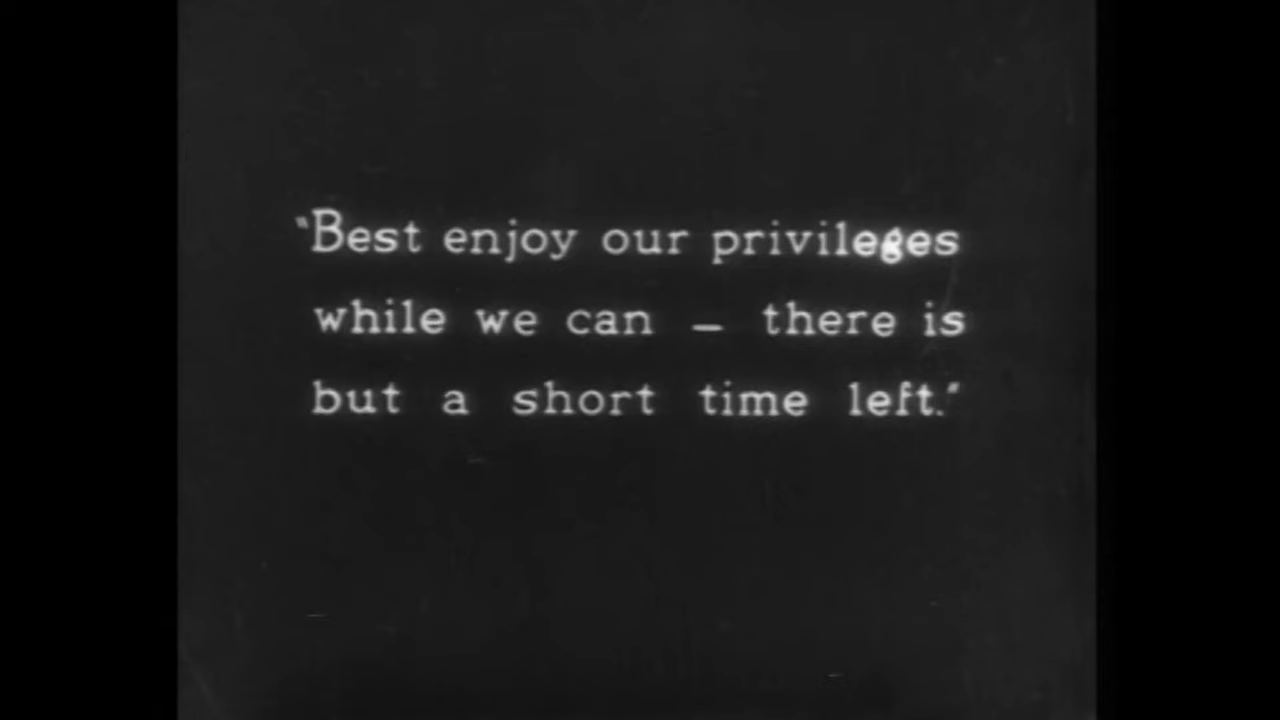 "Best enjoy our privileges
while we can – there is
but a short time left."